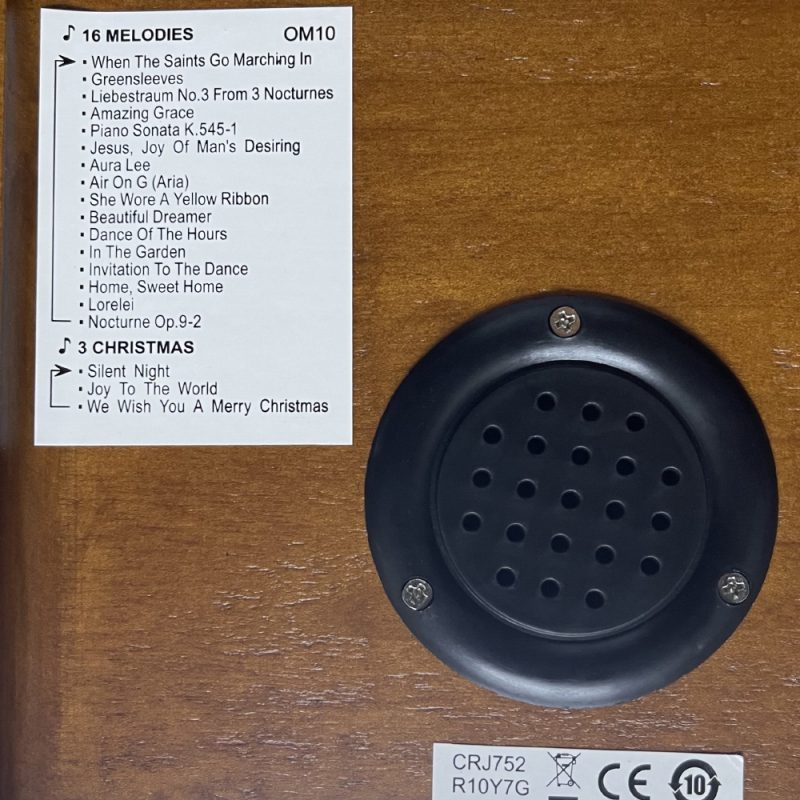 ♪ 16 MELODIES OM10
· When The Saints Go Marching In
· Greensleeves
· Liebestraum No.3 From 3 Nocturnes
· Amazing Grace
· Piano Sonata K.545-1
· Jesus, Joy Of Man's Desiring
· Aura Lee
· Air On G (Aria)
· She Wore A Yellow Ribbon
· Beautiful Dreamer
· Dance Of The Hours
· In The Garden
· Invitation To The Dance
· Home, Sweet Home
· Lorelei
· Nocturne Op.9-2
♪ 3 CHRISTMAS
· Silent Night
· Joy To The World
· We Wish You A Merry Christmas
CRJ752
R10Y7G
CE
10